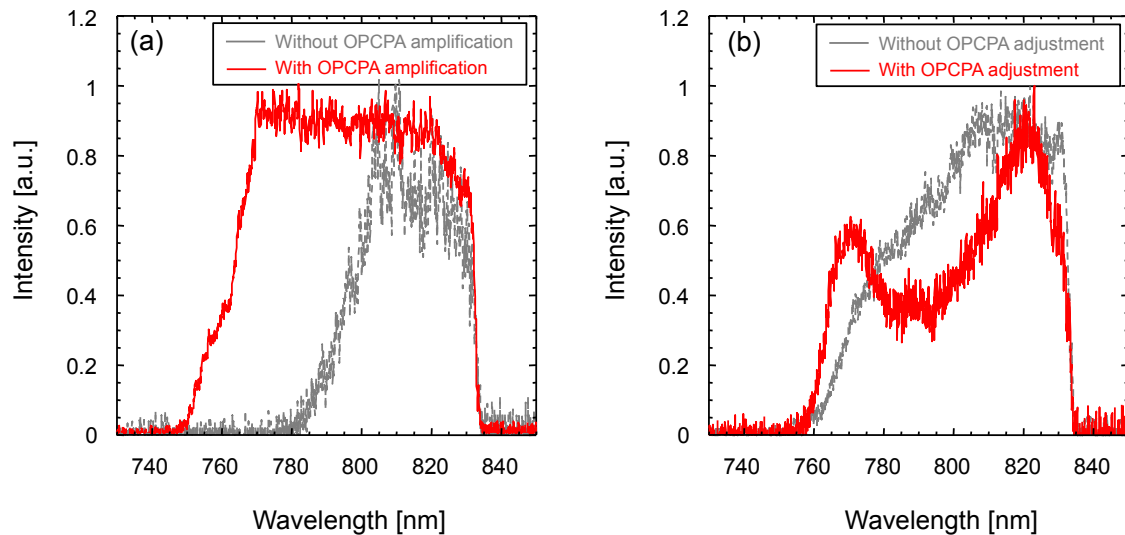 (a)
Without OPCPA amplification
With OPCPA amplification
1.2
1
0.8
0.6
0.4
0.2
0
Intensity [a.u.]
740 760 780 800 820 840
Wavelength [nm]
(b)
Without OPCPA adjustment
With OPCPA adjustment
1.2
1
0.8
0.6
0.4
0.2
0
Intensity [a.u.]
740 760 780 800 820 840
Wavelength [nm]